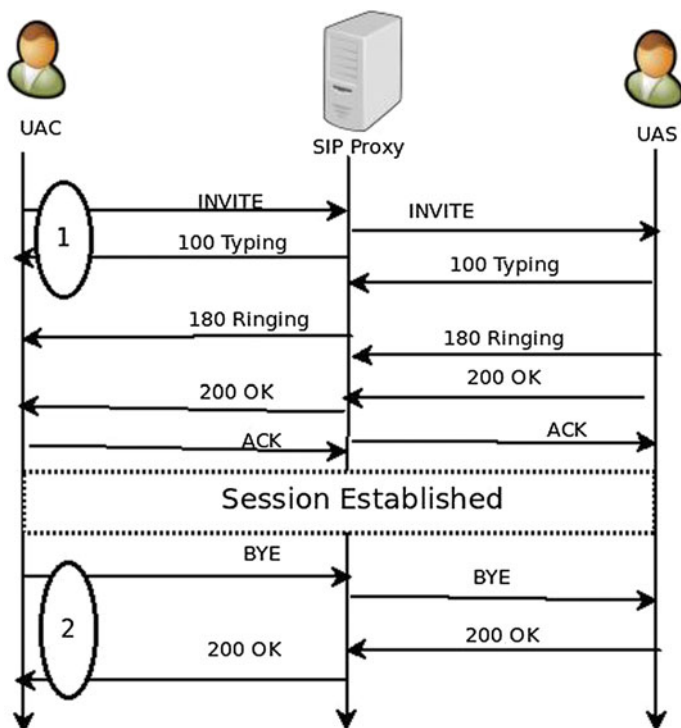 UAC
SIP Proxy
UAS
INVITE
INVITE
1
100 Typing
100 Typing
180 Ringing
180 Ringing
200 OK
200 OK
ACK
ACK
Session Established
BYE
BYE
2
200 OK
200 OK